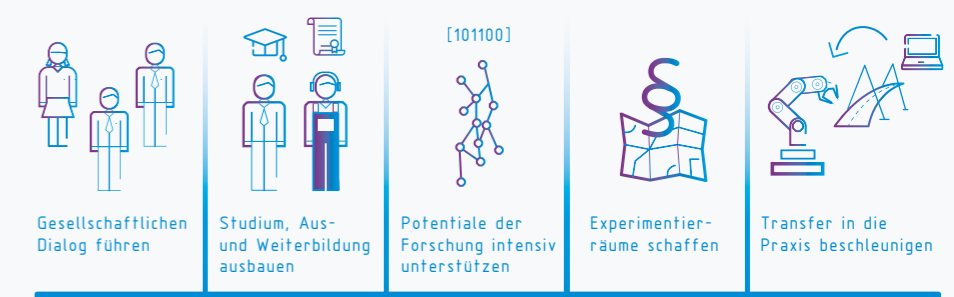 [101100]
§
Gesellschaftlichen
Dialog führen
Studium, Aus-
und Weiterbildung
ausbauen
Potentiale der
Forschung intensiv
unterstützen
Experimentier-
räume schaffen
Transfer in die
Praxis beschleunigen